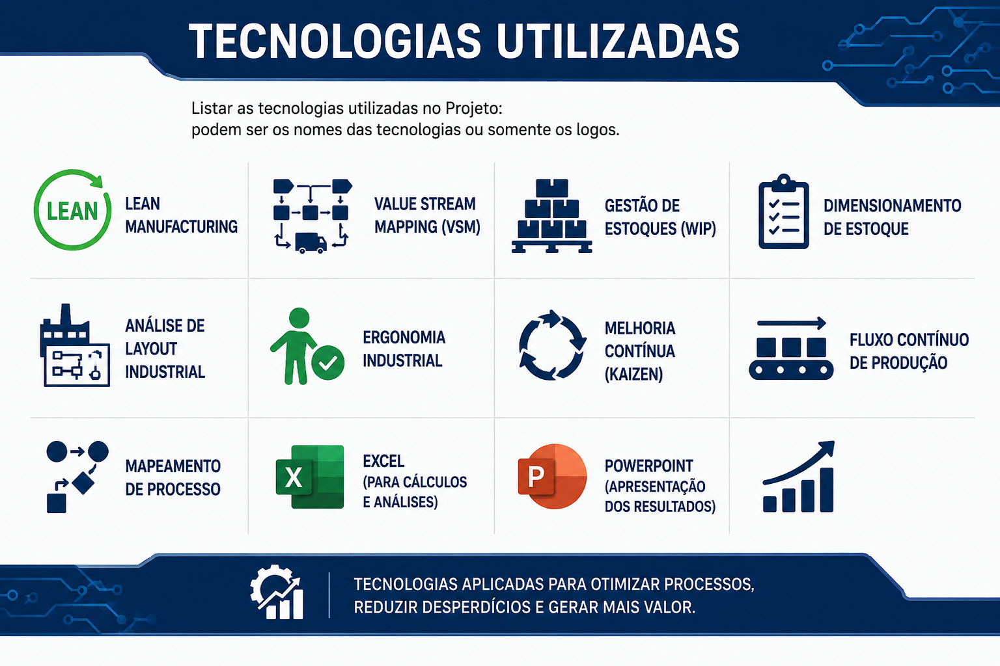 TECNOLOGIAS UTILIZADAS
Listar as tecnologias utilizadas no Projeto:
podem ser os nomes das tecnologias ou somente os logos.
LEAN
LEAN
MANUFACTURING
VALUE STREAM
MAPPING (VSM)
GESTÃO DE
ESTOQUES (WIP)
DIMENSIONAMENTO
DE ESTOQUE
ANÁLISE DE
LAYOUT
INDUSTRIAL
ERGONOMIA
INDUSTRIAL
MELHORIA
CONTÍNUA
(KAIZEN)
FLUXO CONTÍNUO
DE PRODUÇÃO
MAPEAMENTO
DE PROCESSO
X
EXCEL
(PARA CÁLCULOS
E ANÁLISES)
P
POWERPOINT
(APRESENTAÇÃO
DOS RESULTADOS)
TECNOLOGIAS APLICADAS PARA OTIMIZAR PROCESSOS,
REDUZIR DESPERDÍCIOS E GERAR MAIS VALOR.